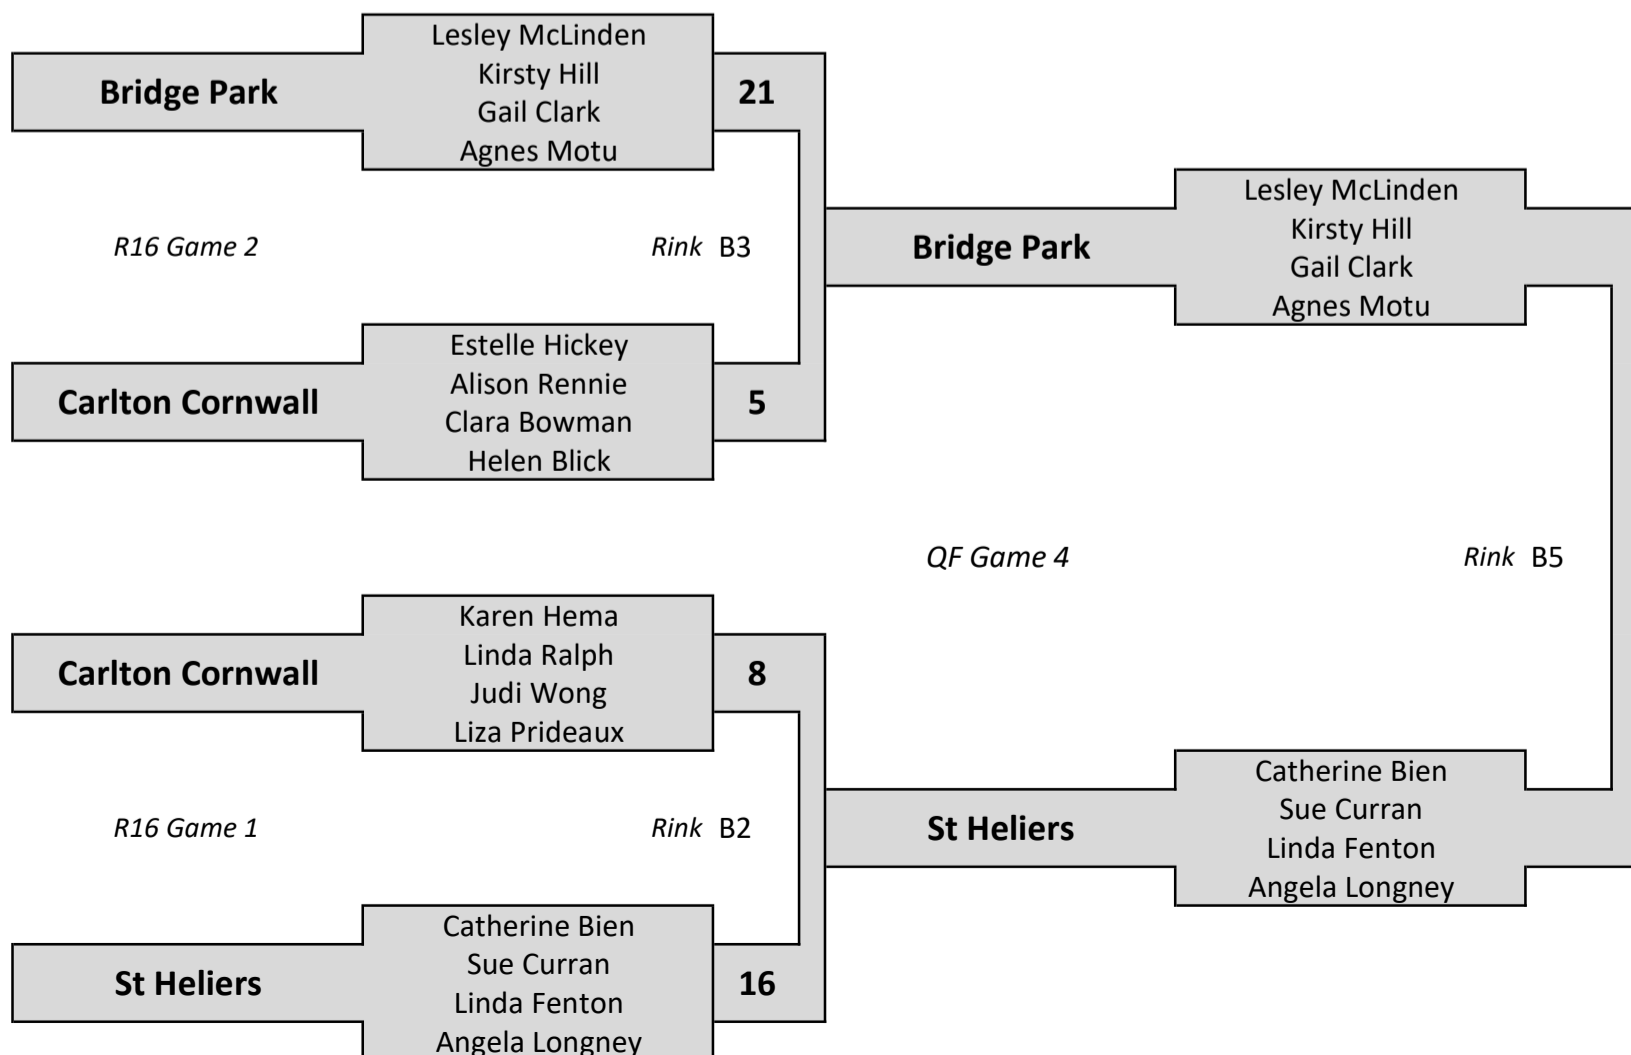 Lesley McLinden
Kirsty Hill
Bridge Park 21
Gail Clark
Agnes Motu
R16 Game 2 Rink B3
Estelle Hickey
Alison Rennie
Carlton Cornwall 5
Clara Bowman
Helen Blick
Lesley McLinden
Kirsty Hill
Bridge Park
Gail Clark
Agnes Motu
QF Game 4 Rink B5
Karen Hema
Linda Ralph
Carlton Cornwall 8
Judi Wong
Liza Prideaux
R16 Game 1 Rink B2
Catherine Bien
Sue Curran
St Heliers 16
Linda Fenton
Angela Longney
Catherine Bien
Sue Curran
St Heliers
Linda Fenton
Angela Longney